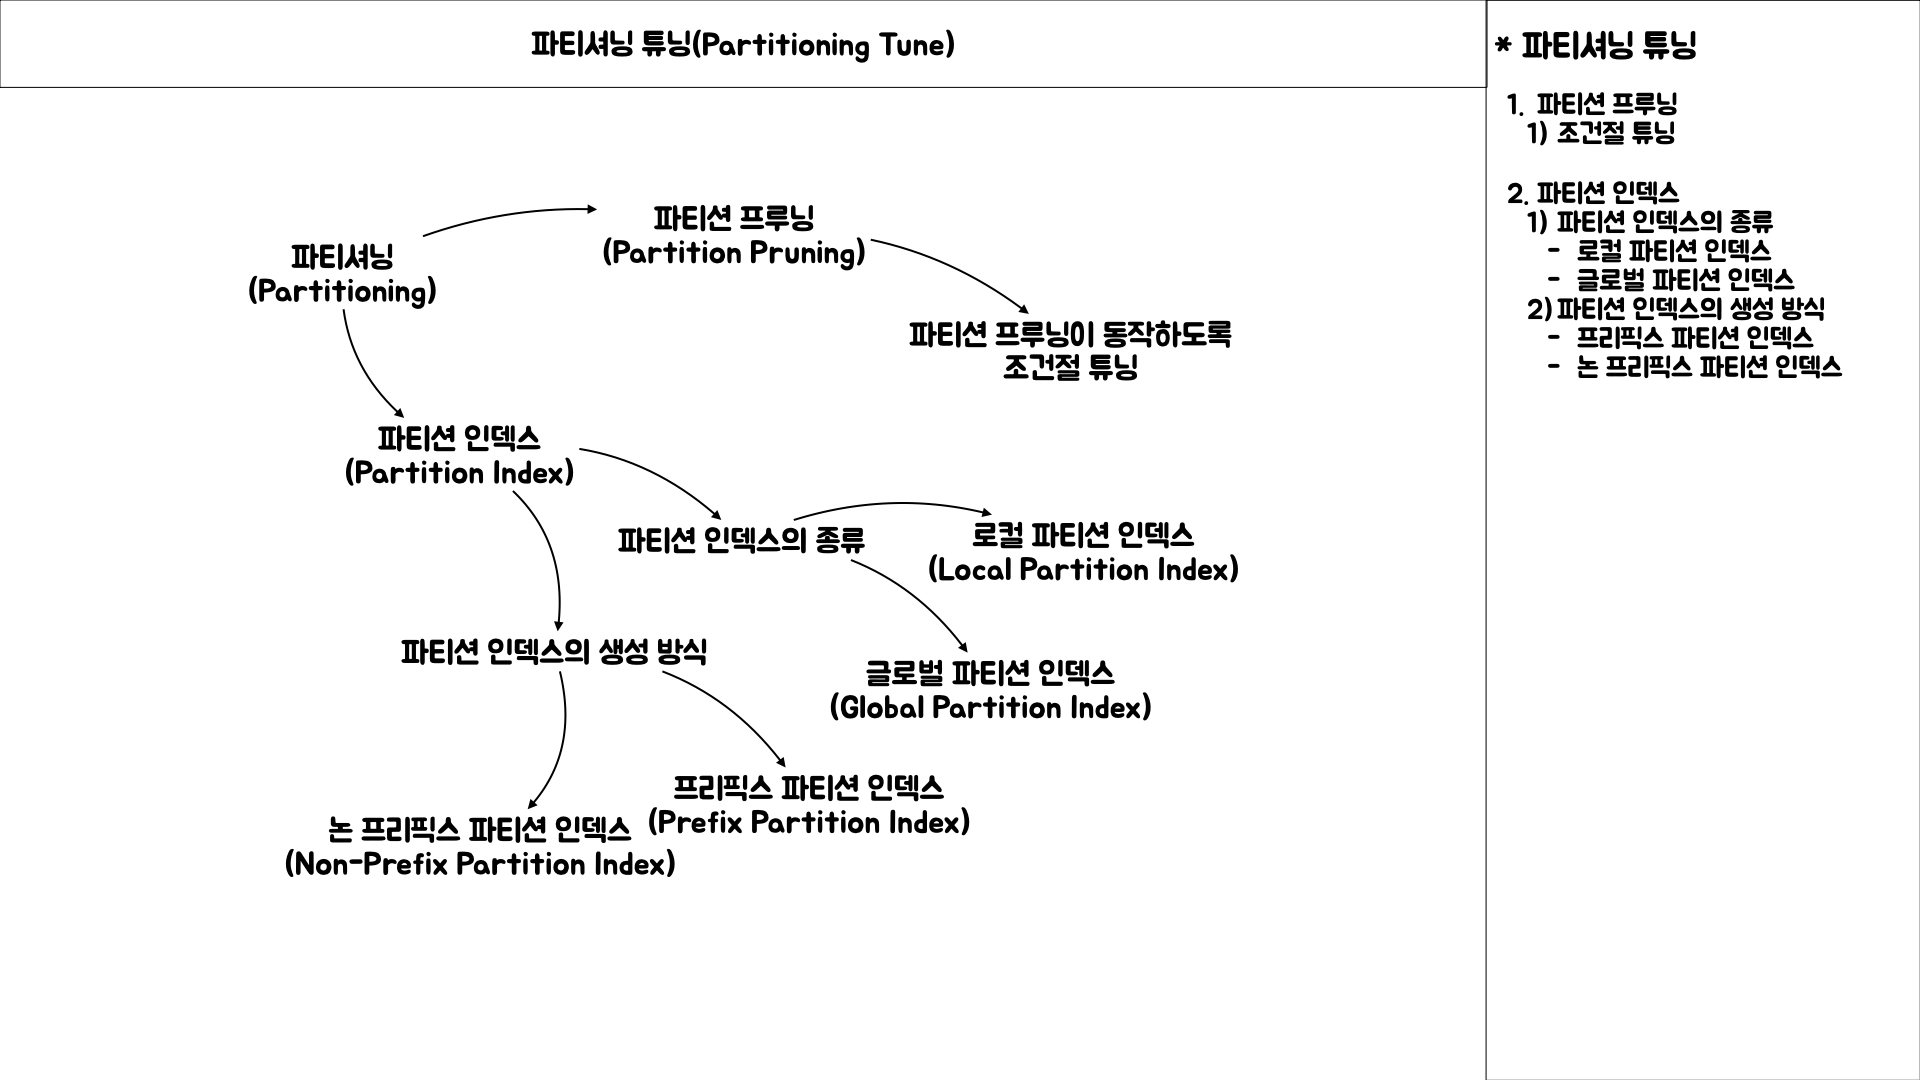 파티셔닝 튜닝(Partitioning Tune)
파티셔닝
(Partitioning)
파티션 프루닝
(Partition Pruning)
파티션 프루닝이 동작하도록
조건절 튜닝
파티션 인덱스
(Partition Index)
파티션 인덱스의 종류
로컬 파티션 인덱스
(Local Partition Index)
글로벌 파티션 인덱스
(Global Partition Index)
파티션 인덱스의 생성 방식
프리픽스 파티션 인덱스
(Prefix Partition Index)
논 프리픽스 파티션 인덱스
(Non-Prefix Partition Index)
* 파티셔닝 튜닝
1. 파티션 프루닝
1) 조건절 튜닝
2. 파티션 인덱스
1) 파티션 인덱스의 종류
- 로컬 파티션 인덱스
- 글로벌 파티션 인덱스
2) 파티션 인덱스의 생성 방식
- 프리픽스 파티션 인덱스
- 논 프리픽스 파티션 인덱스